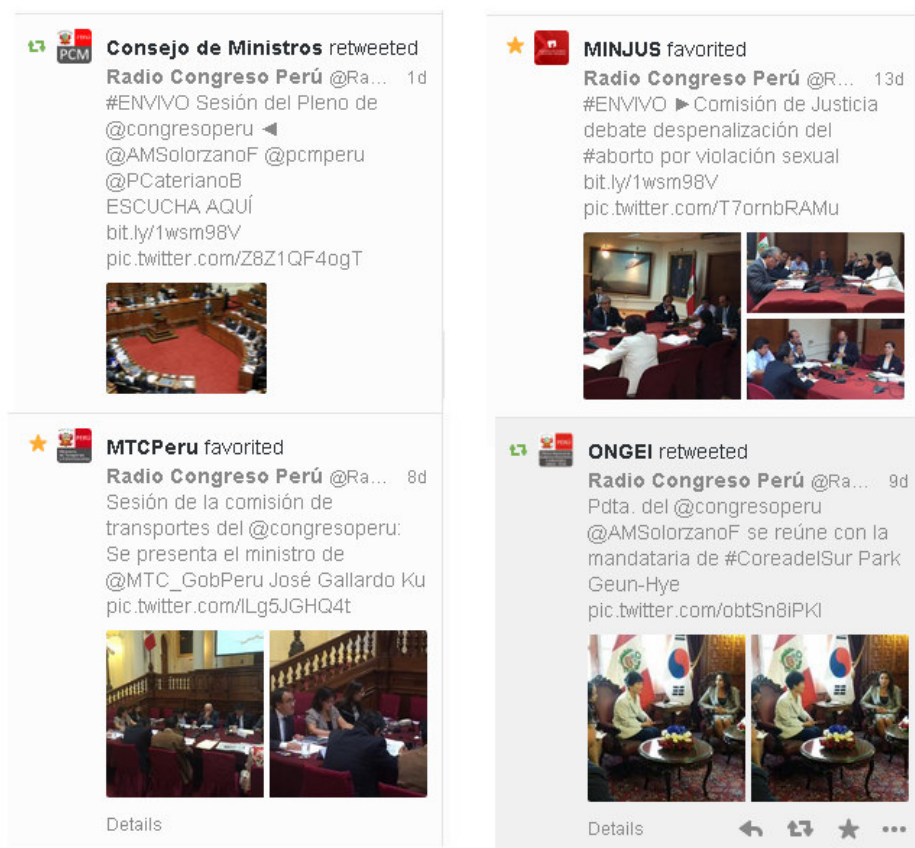 Consejo de Ministros retweeted
Radio Congreso Perú @Ra... 1d
#ENVIVO Sesión del Pleno de
@congresoperu ◄
@AMSolorzanoF @pcmperu
@PCaterianoB
ESCUCHA AQUÍ
bit.ly/1wsm98V
pic.twitter.com/Z8Z1QF4ogT
PCM
MTCPeru favorited
Radio Congreso Perú @Ra... 8d
Sesión de la comisión de
transportes del @congresoperu:
Se presenta el ministro de
@MTC_GobPeru José Gallardo Ku
pic.twitter.com/ILg5JGHQ4t
Details
MINJUS favorited
Radio Congreso Perú @R... 13d
#ENVIVO ►Comisión de Justicia
debate despenalización del
#aborto por violación sexual
bit.ly/1wsm98V
pic.twitter.com/T7ornbRAMu
ONGEI retweeted
Radio Congreso Perú @Ra... 9d
Pdta. del @congresoperu
@AMSolorzanoF se reúne con la
mandataria de #CoreadelSur Park
Geun-Hye
pic.twitter.com/obtSn8iPKI
Details